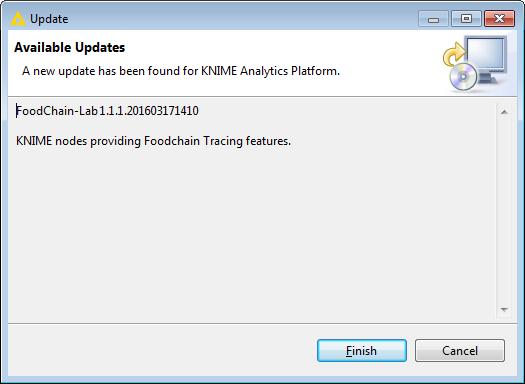 Update
Available Updates
A new update has been found for KNIME Analytics Platform.
FoodChain-Lab1.1.1.201603171410
KNIME nodes providing Foodchain Tracing features.
Finish
Cancel